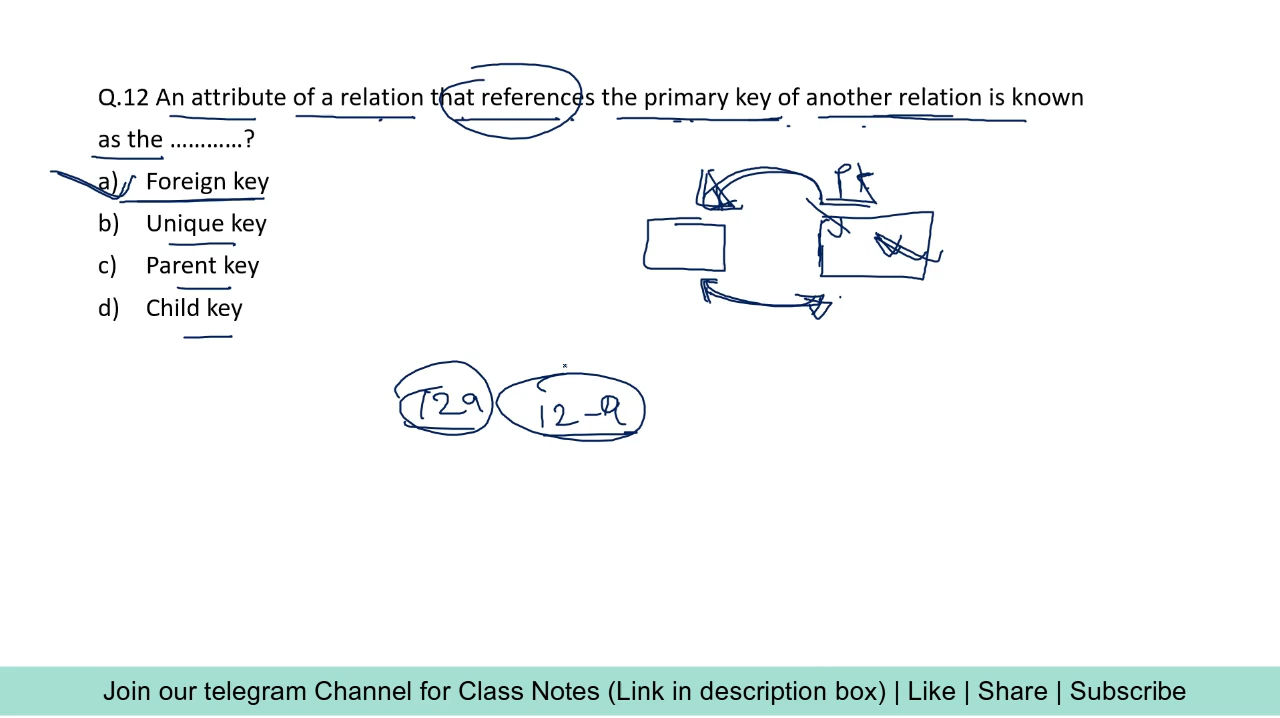 Q.12 An attribute of a relation that references the primary key of another relation is known
as the …………?
a) Foreign key
b) Unique key
c) Parent key
d) Child key
PK
12a 12-a
Join our telegram Channel for Class Notes (Link in description box) | Like | Share | Subscribe